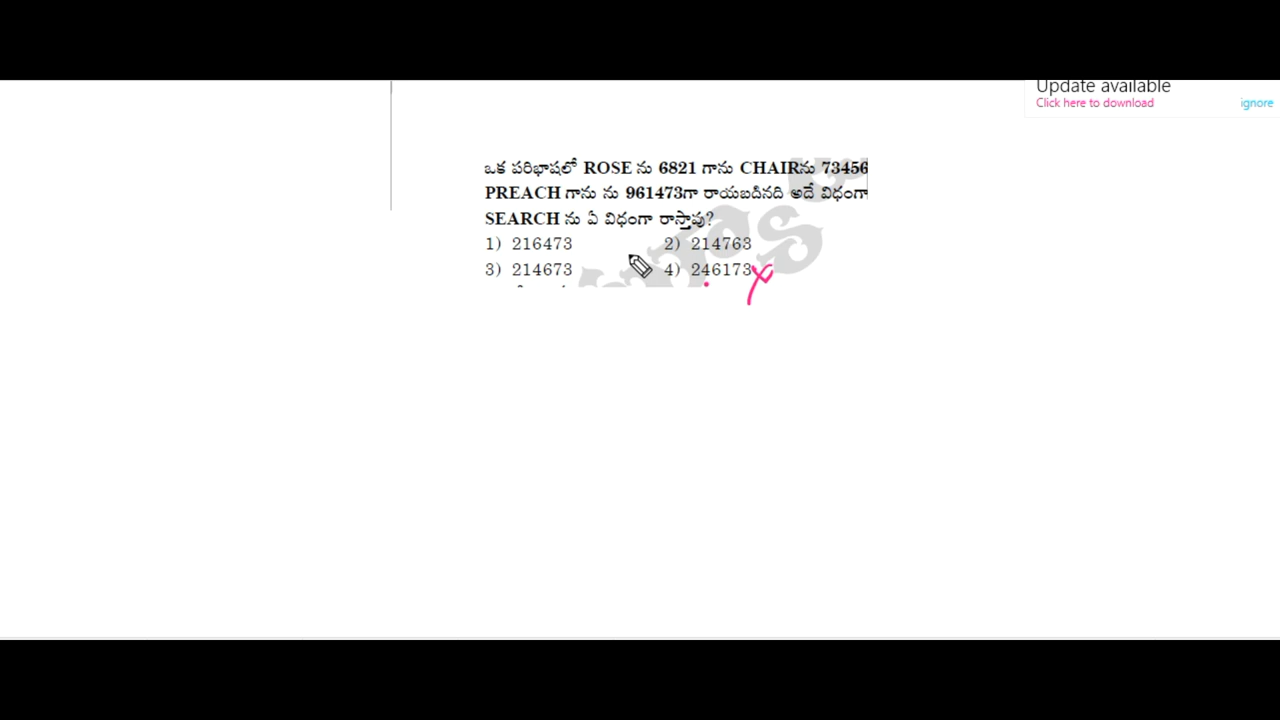 Update available
Click here to download ignore
ఒక పరిభాషలో ROSE ను 6821 గాను CHAIRను 73456
PREACH గాను ను 961473గా రాయబడినది అదే విధంగా
SEARCH ను ఏ విధంగా రాస్తావు?
1) 216473 2) 214763
3) 214673 4) 246173